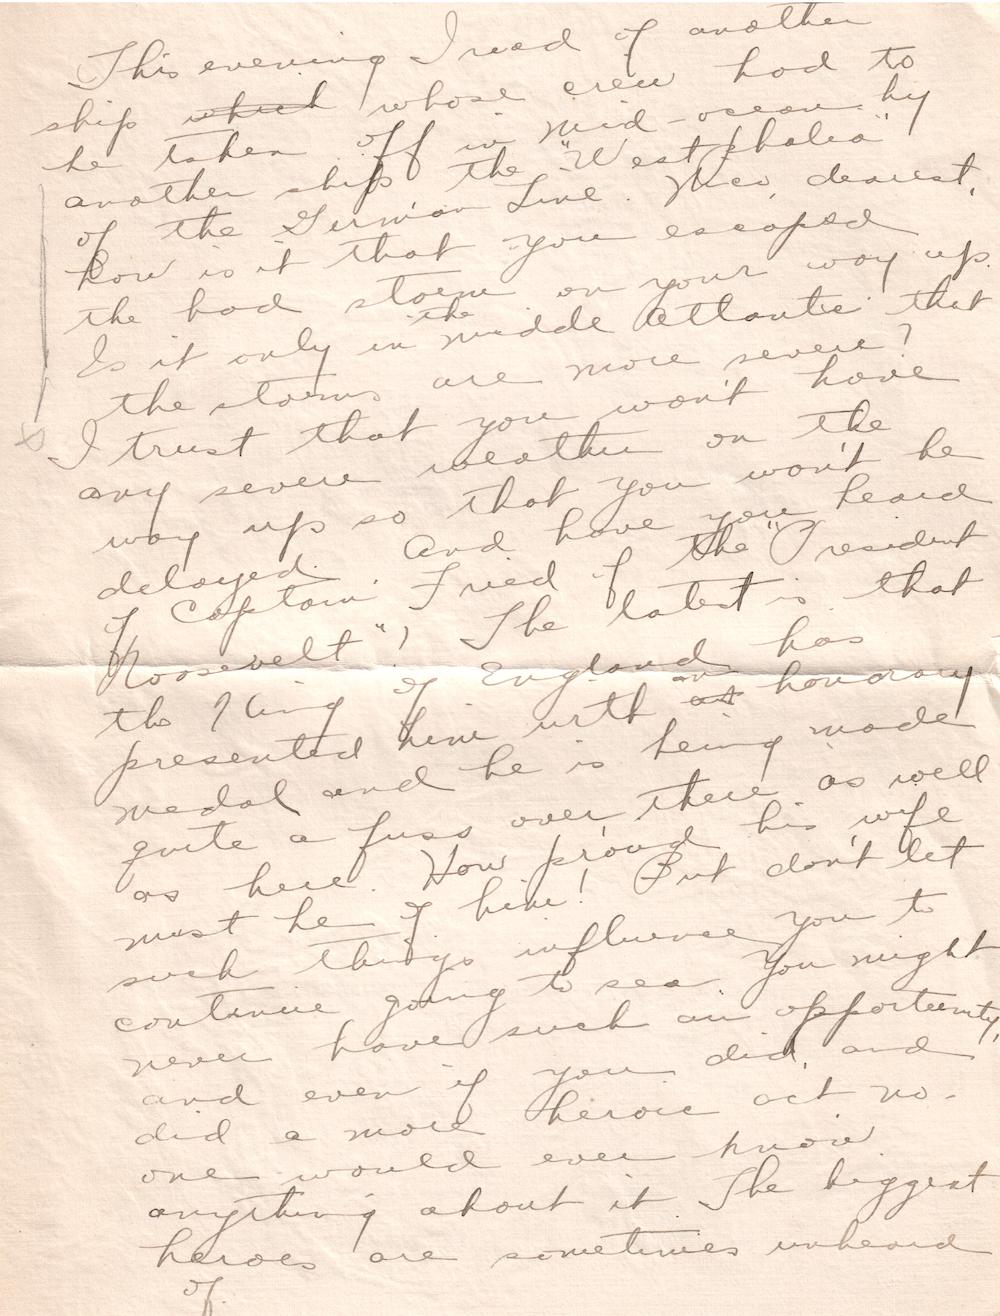 This evening I read of another
ship which whose crew had to
be taken off in mid-ocean by
another ship the "Westphalia"
of the German Line. dearest,
how is it that you escaped
the bad storm on your way up.
Is it only in the middle Atlantic that
the storms are more severe?
I trust that you won't have
any severe weather on the
way up so that you won't be
delayed. And have you heard
of Captain Fried of the "President
Roosevelt"? The latest is that
the King of England has
presented him with an honorary
medal and he is being made
quite a fuss over there as well
as here. How proud his wife
must be of him! But don't let
such things influence you to
continue going to sea. You might
never have such an opportunity,
and even if you did, and
did a more heroic act no-
one would ever know
anything about it. The biggest
heroes are sometimes unheard
of.